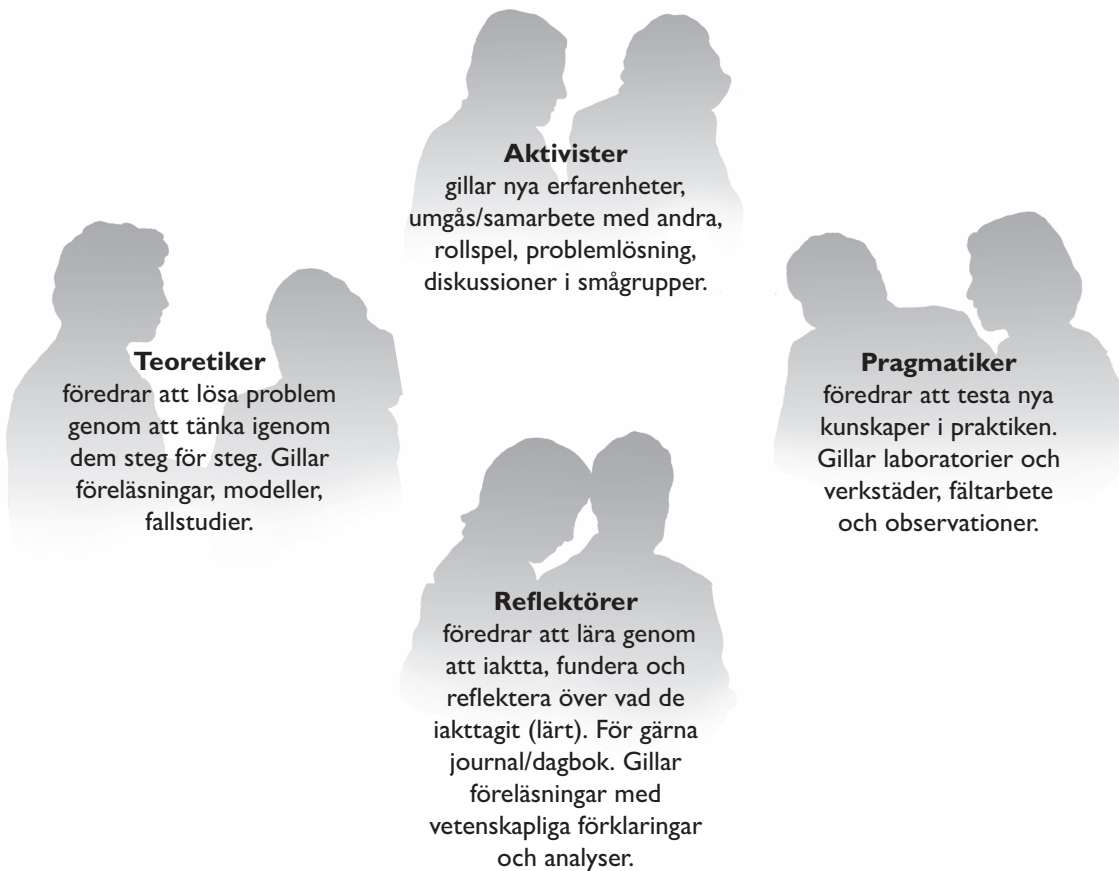 Aktivister
gillar nya erfarenheter,
umgås/samarbete med andra,
rollspel, problemlösning,
diskussioner i smågrupper.
Teoretiker
föredrar att lösa problem
genom att tänka igenom
dem steg för steg. Gillar
föreläsningar, modeller,
fallstudier.
Pragmatiker
föredrar att testa nya
kunskaper i praktiken.
Gillar laboratorier och
verkstäder, fältarbete
och observationer.
Reflektörer
föredrar att lära genom
att iaktta, fundera och
reflektera över vad de
iakttagit (lärt). För gärna
journal/dagbok. Gillar
föreläsningar med
vetenskapliga förklaringar
och analyser.